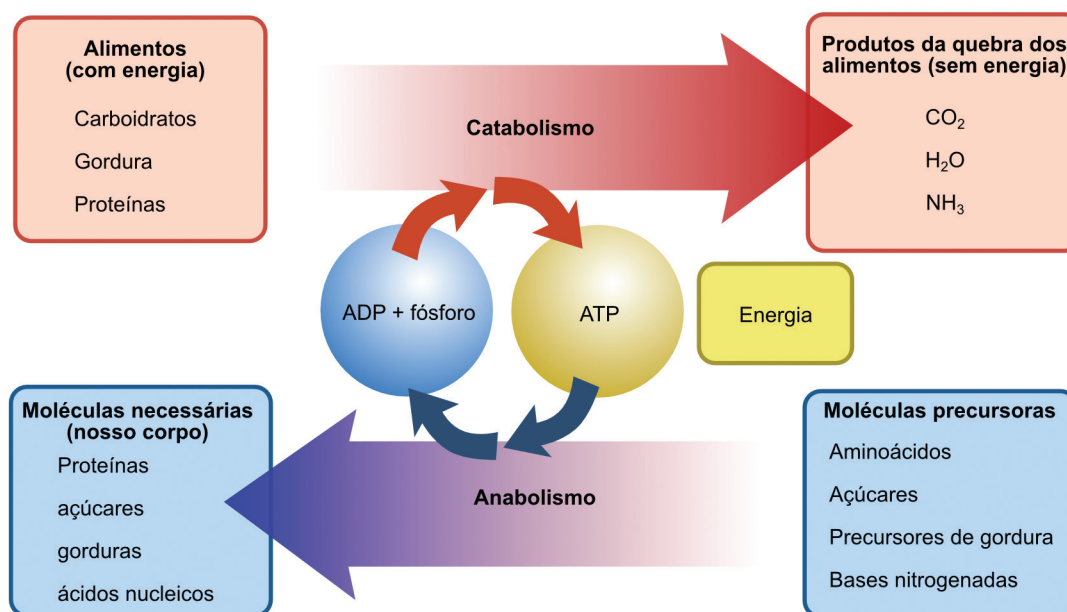 Alimentos
(com energia)
Carboidratos
Gordura
Proteínas
Catabolismo
Produtos da quebra dos
alimentos (sem energia)
CO₂
H₂O
NH₃
ADP + fósforo
ATP
Energia
Moléculas necessárias
(nosso corpo)
Proteínas
açúcares
gorduras
ácidos nucleicos
Anabolismo
Moléculas precursoras
Aminoácidos
Açúcares
Precursores de gordura
Bases nitrogenadas